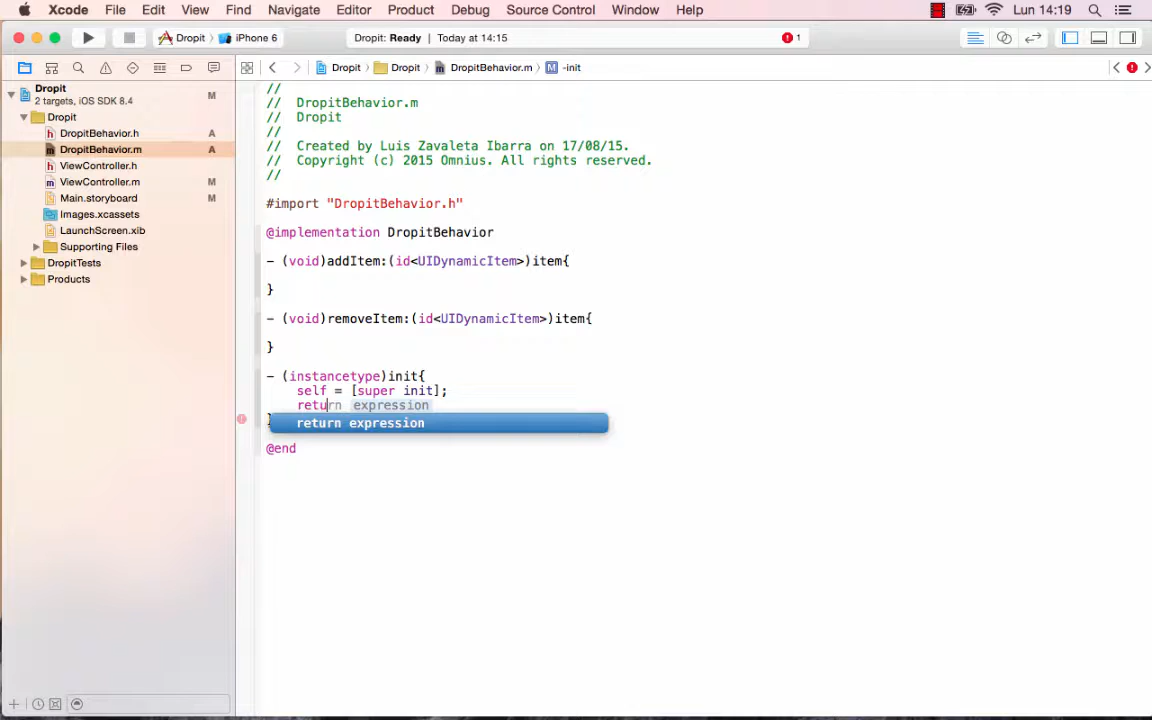 Xcode File Edit View Find Navigate Editor Product Debug Source Control Window Help Lun 14:19
Dropit 〉 iPhone 6 Dropit: Ready | Today at 14:15 1
Dropit 〉 Dropit 〉 DropitBehavior.m 〉 M -init
Dropit M
2 targets, iOS SDK 8.4
Dropit
h DropitBehavior.h A
m DropitBehavior.m A
h ViewController.h
m ViewController.m M
Main.storyboard M
Images.xcassets
LaunchScreen.xib
Supporting Files
DropitTests
Products
//
// DropitBehavior.m
// Dropit
//
// Created by Luis Zavaleta Ibarra on 17/08/15.
// Copyright (c) 2015 Omnius. All rights reserved.
//
#import "DropitBehavior.h"
@implementation DropitBehavior
- (void)addItem:(id<UIDynamicItem>)item{
}
- (void)removeItem:(id<UIDynamicItem>)item{
}
- (instancetype)init{
self = [super init];
return expression
return expression
@end